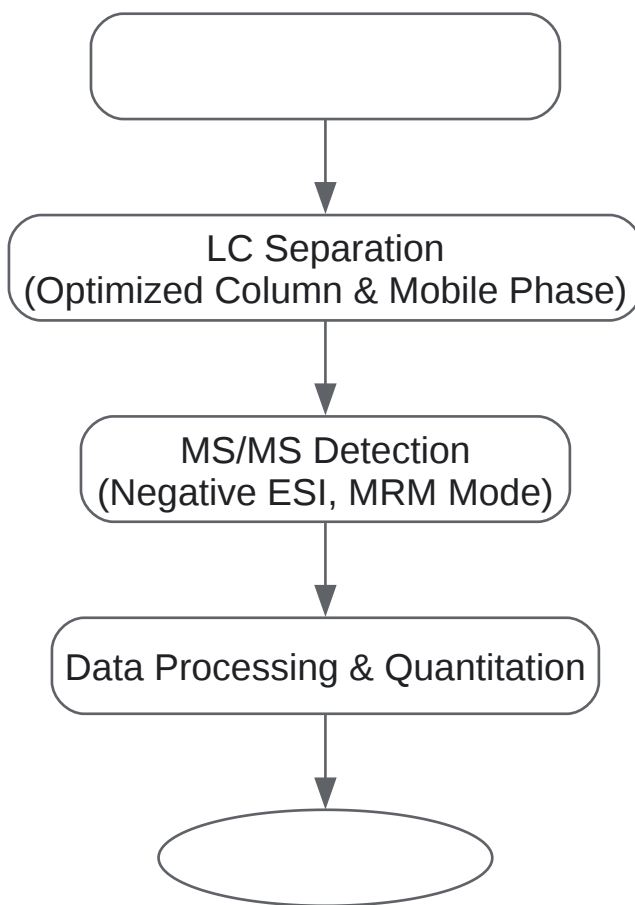 LC Separation
(Optimized Column & Mobile Phase)
MS/MS Detection
(Negative ESI, MRM Mode)
Data Processing & Quantitation